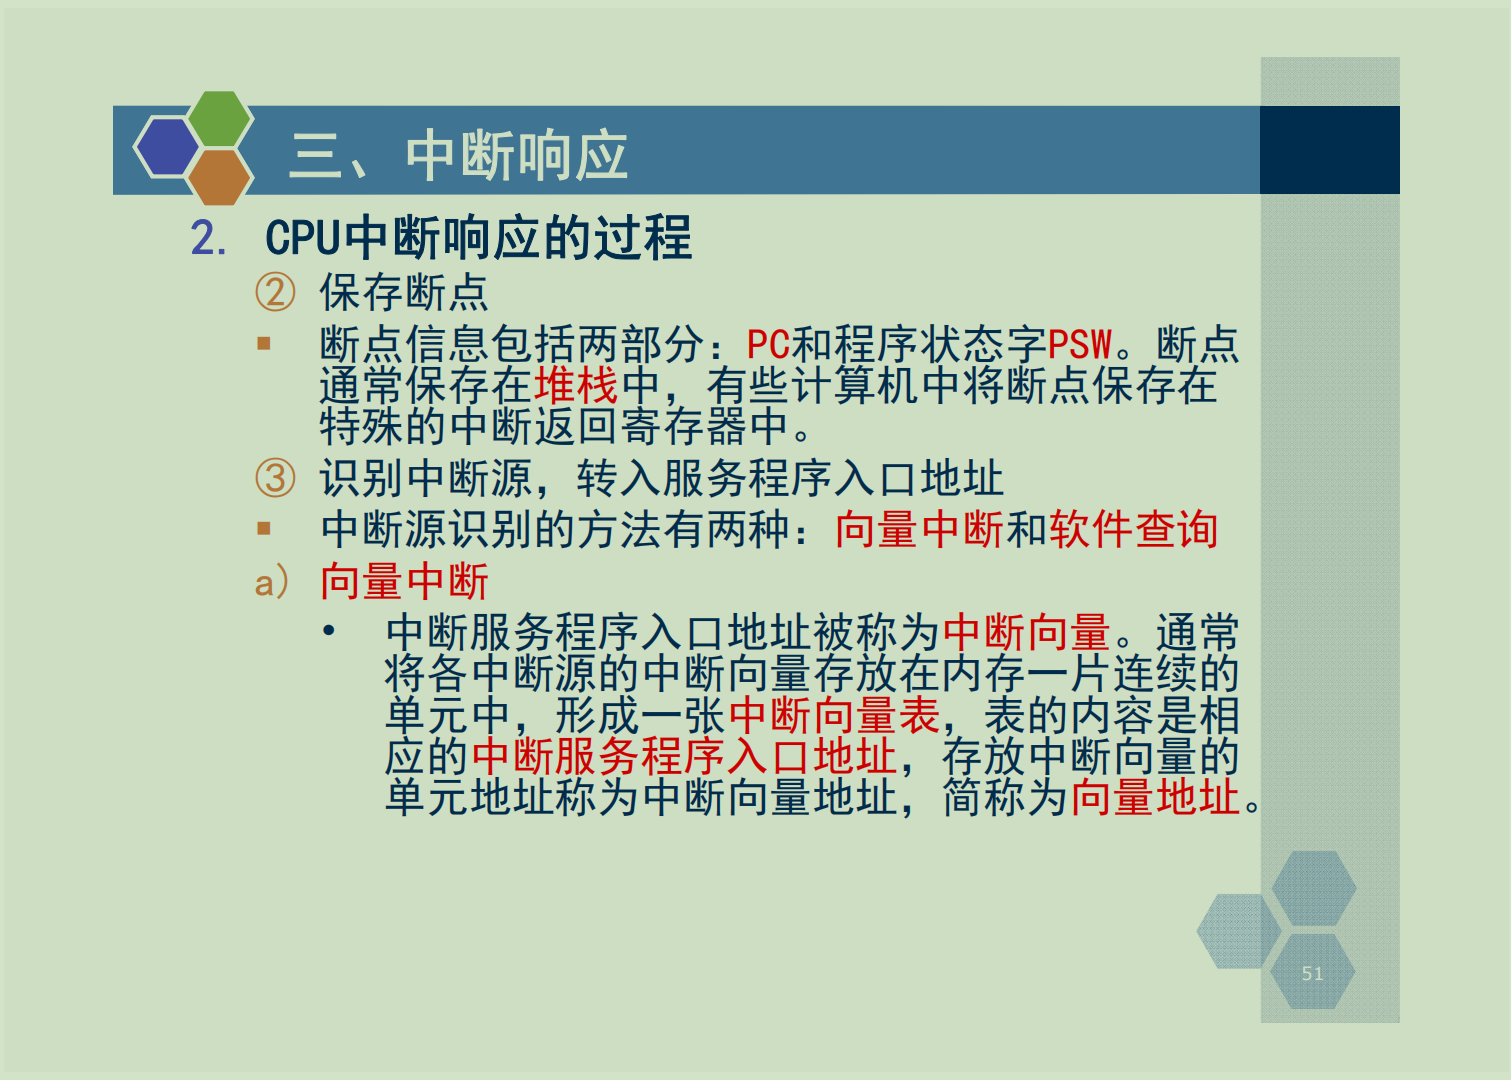 三、中断响应
2. CPU中断响应的过程
② 保存断点
▪ 断点信息包括两部分：PC和程序状态字PSW。断点
通常保存在堆栈中，有些计算机中将断点保存在
特殊的中断返回寄存器中。
③ 识别中断源，转入服务程序入口地址
▪ 中断源识别的方法有两种：向量中断和软件查询
a) 向量中断
• 中断服务程序入口地址被称为中断向量。通常
将各中断源的中断向量存放在内存一片连续的
单元中，形成一张中断向量表，表的内容是相
应的中断服务程序入口地址，存放中断向量的
单元地址称为中断向量地址，简称为向量地址。
51